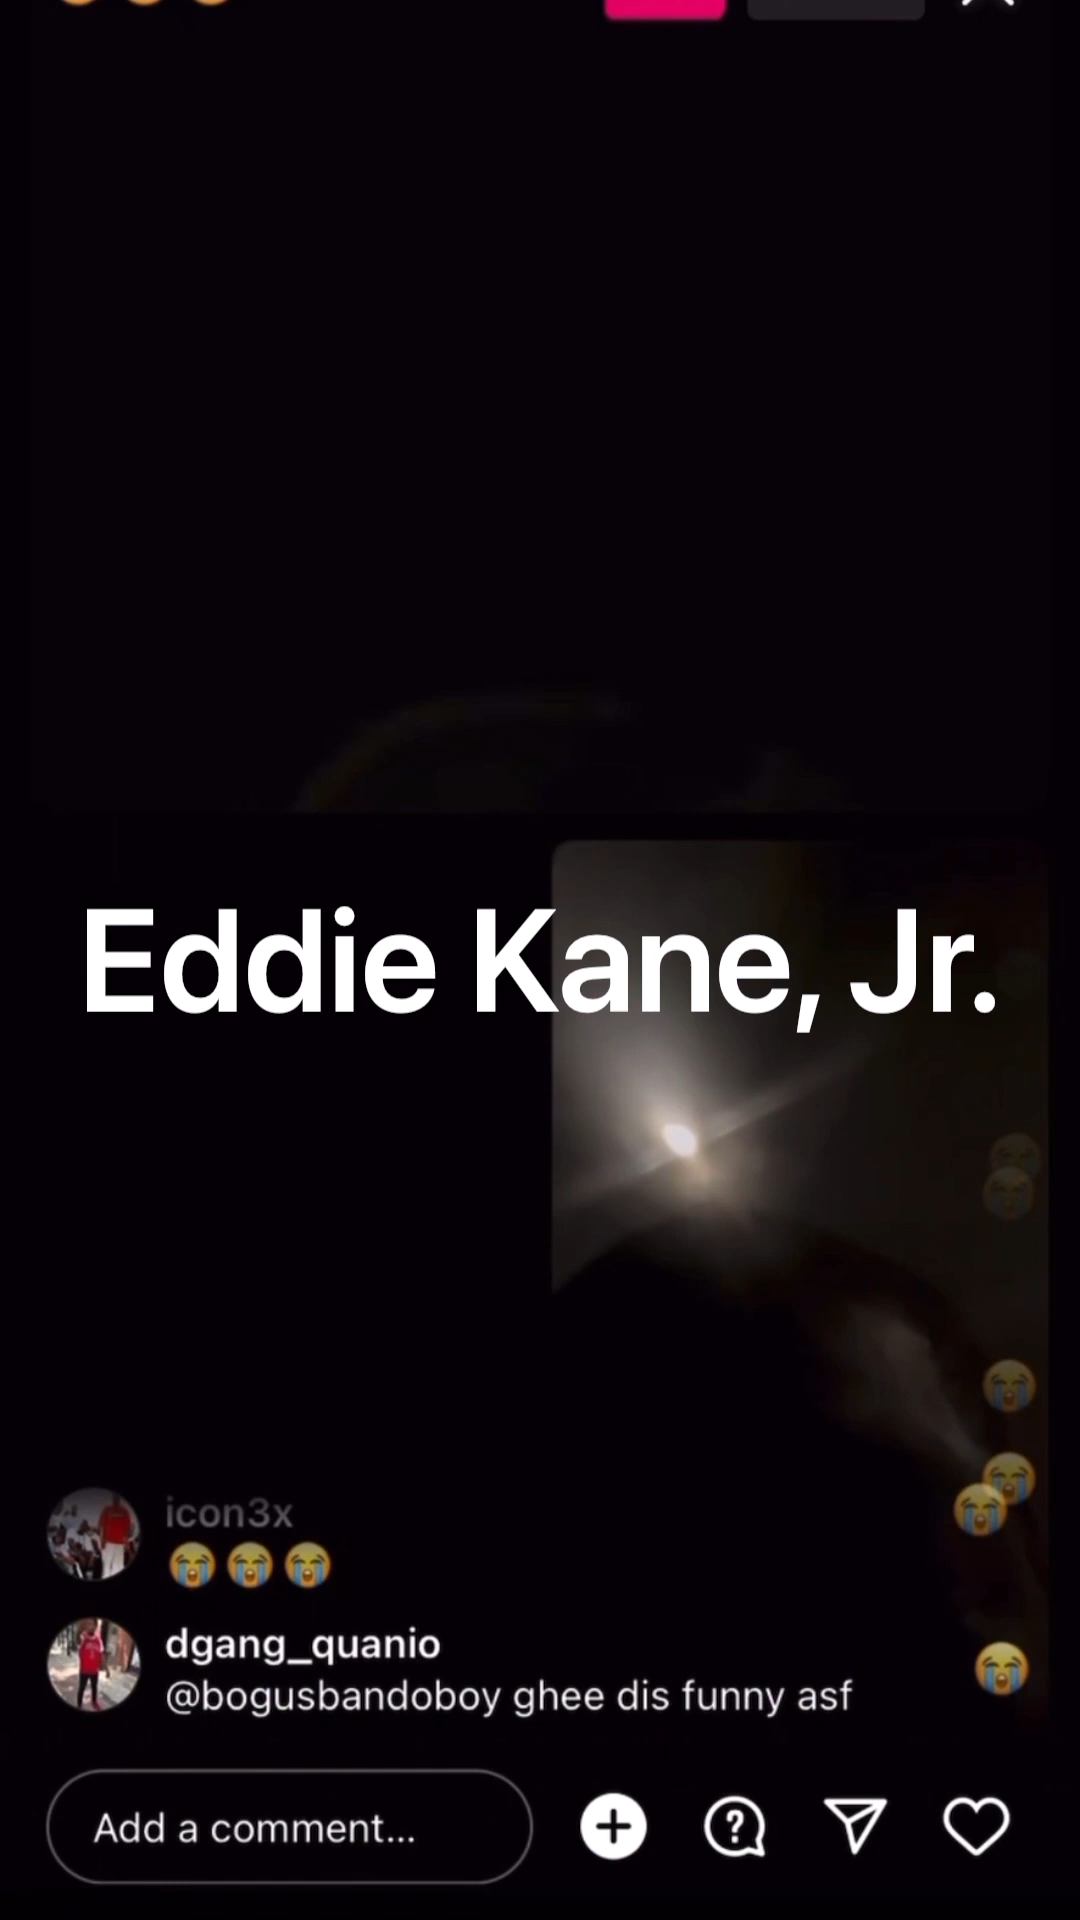 Eddie Kane, Jr.
icon3x
😭😭😭
dgang_quanio
@bogusbandoboy ghee dis funny asf
Add a comment...